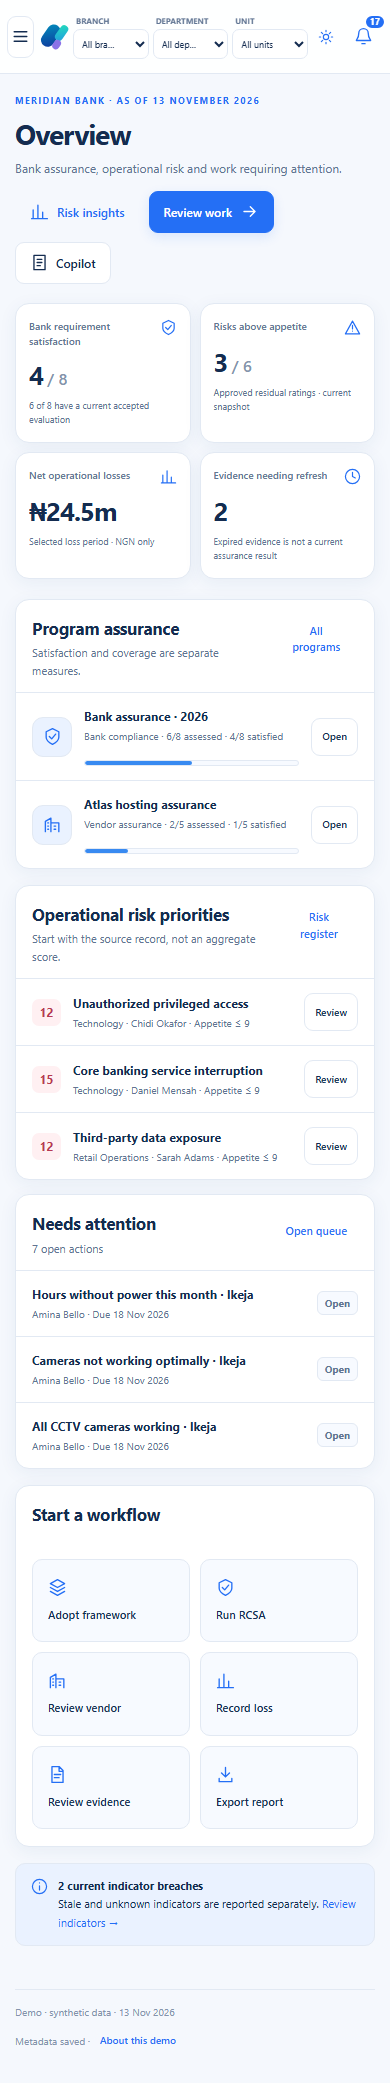 BRANCH DEPARTMENT UNIT
All bra... All dep... All units 17
MERIDIAN BANK · AS OF 13 NOVEMBER 2026
Overview
Bank assurance, operational risk and work requiring attention.
Risk insights Review work →
Copilot
Bank requirement
satisfaction
4 / 8
6 of 8 have a current accepted
evaluation
Risks above appetite
3 / 6
Approved residual ratings · current
snapshot
Net operational losses
₦24.5m
Selected loss period · NGN only
Evidence needing refresh
2
Expired evidence is not a current
assurance result
Program assurance
Satisfaction and coverage are separate
measures.
All
programs
Bank assurance · 2026
Bank compliance · 6/8 assessed · 4/8 satisfied
Open
Atlas hosting assurance
Vendor assurance · 2/5 assessed · 1/5 satisfied
Open
Operational risk priorities
Start with the source record, not an aggregate
score.
Risk
register
12 Unauthorized privileged access
Technology · Chidi Okafor · Appetite ≤ 9
Review
15 Core banking service interruption
Technology · Daniel Mensah · Appetite ≤ 9
Review
12 Third-party data exposure
Retail Operations · Sarah Adams · Appetite ≤ 9
Review
Needs attention
7 open actions
Open queue
Hours without power this month · Ikeja
Amina Bello · Due 18 Nov 2026
Open
Cameras not working optimally · Ikeja
Amina Bello · Due 18 Nov 2026
Open
All CCTV cameras working · Ikeja
Amina Bello · Due 18 Nov 2026
Open
Start a workflow
Adopt framework
Run RCSA
Review vendor
Record loss
Review evidence
Export report
2 current indicator breaches
Stale and unknown indicators are reported separately. Review
indicators →
Demo · synthetic data · 13 Nov 2026
Metadata saved · About this demo